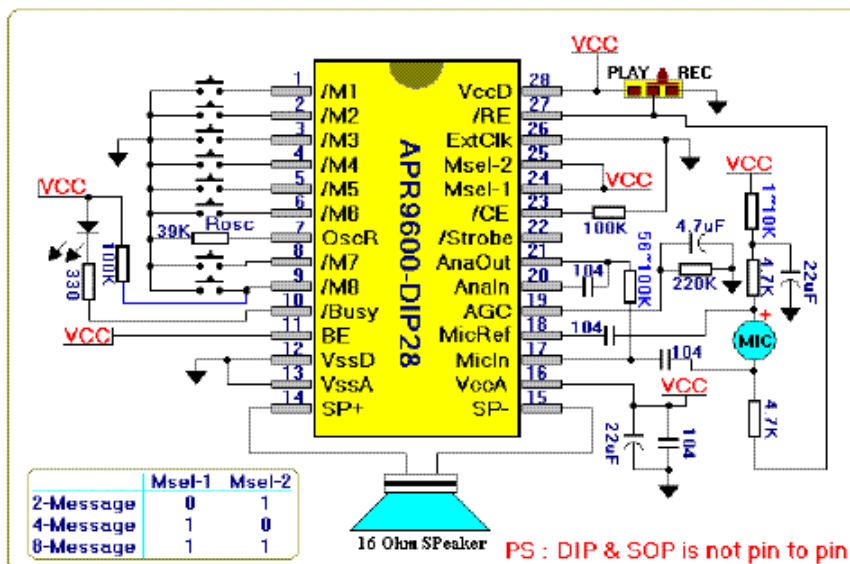 VCC
PLAY REC
1 /M1
2 /M2
3 /M3
4 /M4
5 /M5
6 /M6
7 OscR
8 /M7
9 /M8
10 /Busy
11 BE
12 VssD
13 VssA
14 SP+
APR9600-DIP28
VccD 28
/RE 27
ExtClk 26
Msel-2 25
Msel-1 24
/CE 23
/Strobe 22
AnaOut 21
AnaIn 20
AGC 19
MicRef 18
MicIn 17
VccA 16
SP- 15
VCC
39K Rosc
100K
330
VCC
VCC
VCC
100K
4.7uF
1~10K
104
56~100K
220K
4.7K
22uF
104
+
MIC
104
VCC
4.7K
22uF
104
Msel-1 Msel-2
2-Message 0 1
4-Message 1 0
8-Message 1 1
16 Ohm SPeaker
PS : DIP & SOP is not pin to pin